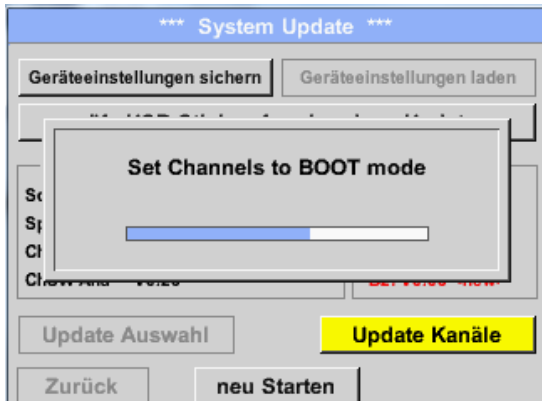 *** System Update ***
Geräteeinstellungen sichern
Geräteeinstellungen laden
Set Channels to BOOT mode
Update Auswahl
Update Kanäle
Zurück
neu Starten